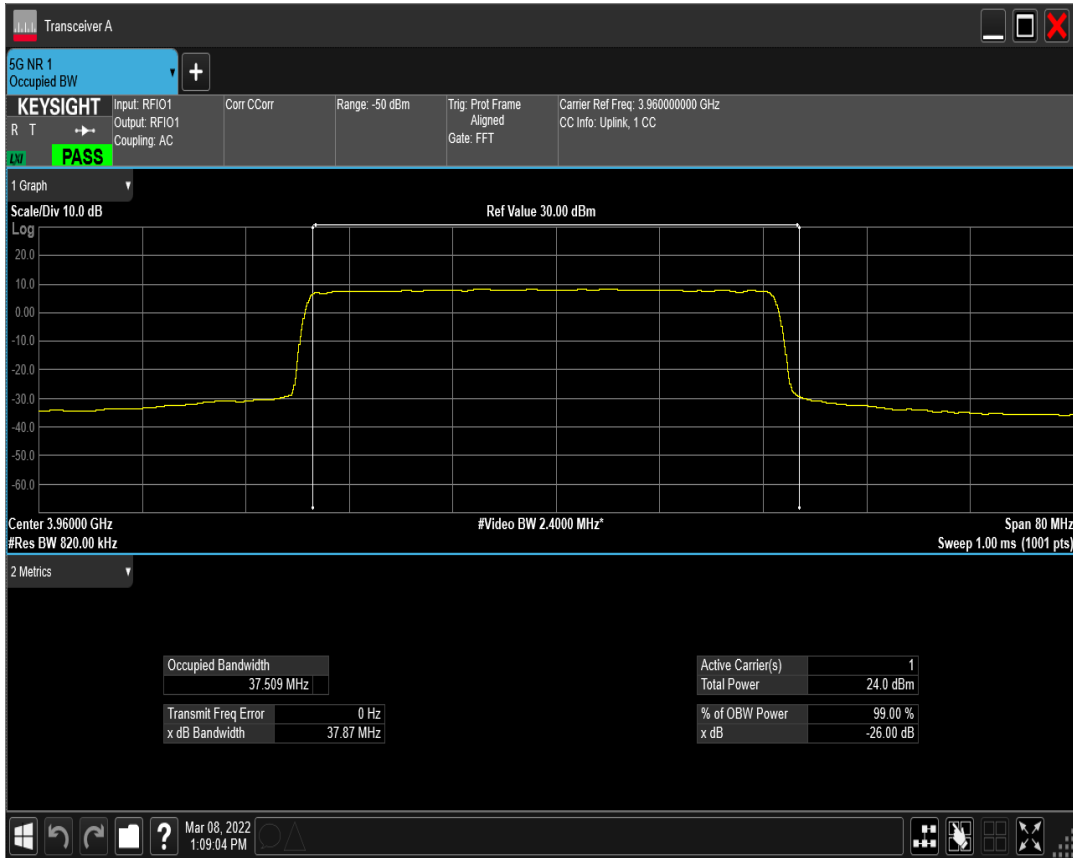 Transceiver A
5G NR 1
Occupied BW
+
KEYSIGHT
R T
LXI PASS
Input: RFIO1
Output: RFIO1
Coupling: AC
Corr CCorr
Range: -50 dBm
Trig: Prot Frame
Aligned
Gate: FFT
Carrier Ref Freq: 3.960000000 GHz
CC Info: Uplink, 1 CC
1 Graph
Scale/Div 10.0 dB
Ref Value 30.00 dBm
Log
20.0
10.0
0.00
-10.0
-20.0
-30.0
-40.0
-50.0
-60.0
Center 3.96000 GHz
#Video BW 2.4000 MHz*
Span 80 MHz
#Res BW 820.00 kHz
Sweep 1.00 ms (1001 pts)
2 Metrics
Occupied Bandwidth
37.509 MHz
Transmit Freq Error 0 Hz
x dB Bandwidth 37.87 MHz
Active Carrier(s) 1
Total Power 24.0 dBm
% of OBW Power 99.00 %
x dB -26.00 dB
?
Mar 08, 2022
1:09:04 PM